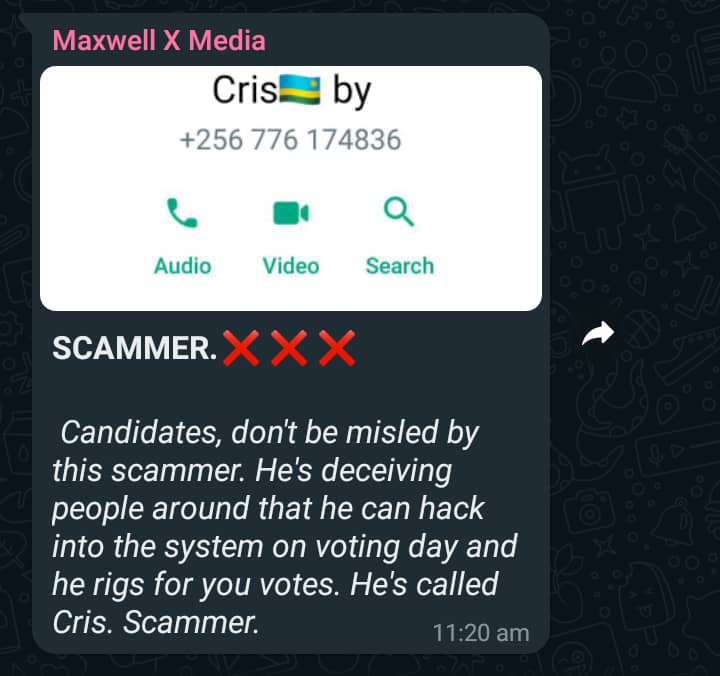 Maxwell X Media
Cris🇷🇼 by
+256 776 174836
Audio Video Search
SCAMMER.❌❌❌
Candidates, don't be misled by
this scammer. He's deceiving
people around that he can hack
into the system on voting day and
he rigs for you votes. He's called
Cris. Scammer.
11:20 am